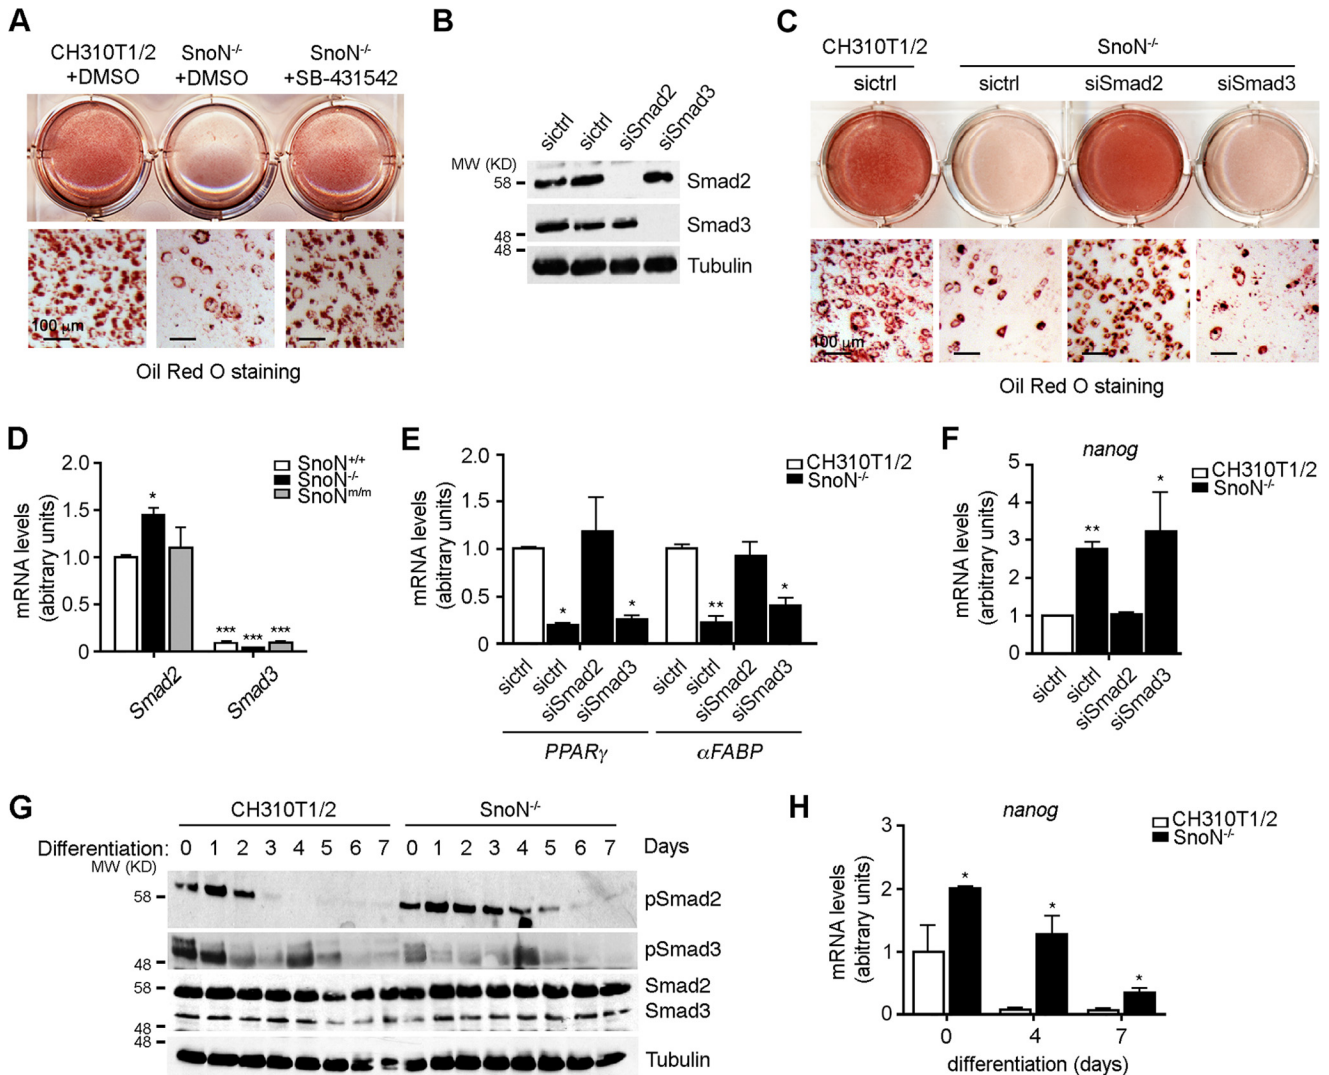 A
CH310T1/2 +DMSO
SnoN-/- +DMSO
SnoN-/- +SB-431542
100 µm
Oil Red O staining
B
sictrl sictrl siSmad2 siSmad3
MW (KD)
58
Smad2
48
Smad3
48
Tubulin
C
CH310T1/2
SnoN-/-
sictrl sictrl siSmad2 siSmad3
100 µm
Oil Red O staining
D
mRNA levels
(abitrary units)
2.0
1.5
1.0
0.5
0
SnoN+/+
SnoN-/-
SnoNm/m
*
*** *** ***
Smad2 Smad3
E
mRNA levels
(abitrary units)
2.0
1.5
1.0
0.5
0
CH310T1/2
SnoN-/-
* * ** *
sictrl sictrl siSmad2 siSmad3 sictrl sictrl siSmad2 siSmad3
PPARγ αFABP
F
nanog
mRNA levels
(arbitrary units)
5
4
3
2
1
0
CH310T1/2
SnoN-/-
** *
sictrl sictrl siSmad2 siSmad3
G
CH310T1/2 SnoN-/-
Differentiation: 0 1 2 3 4 5 6 7 0 1 2 3 4 5 6 7 Days
MW (KD)
58
pSmad2
48
pSmad3
58
Smad2
Smad3
48
48
Tubulin
H
nanog
mRNA levels
(abitrary units)
3
2
1
0
CH310T1/2
SnoN-/-
* * *
0 4 7
differentiation (days)